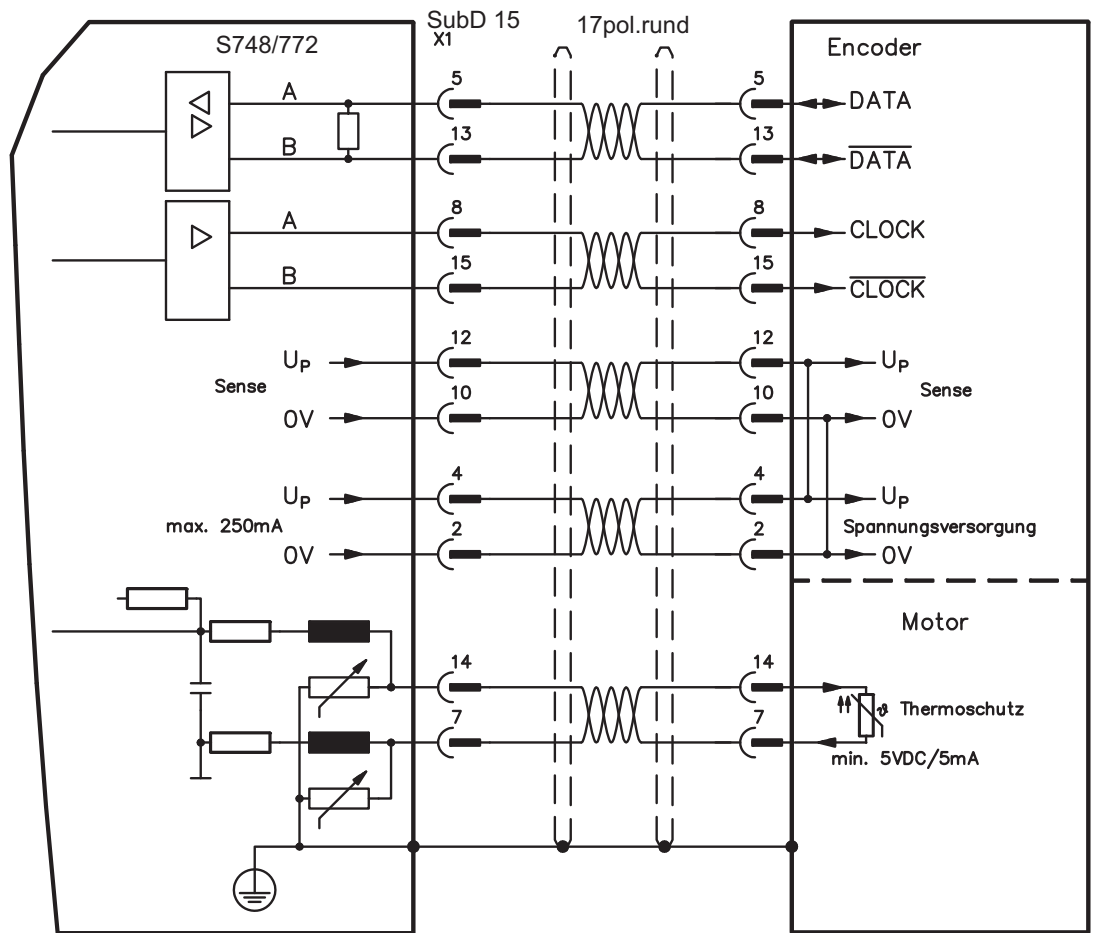 SubD 15
17pol.rund
S748/772
X1
Encoder
A
5
5
DATA
B
13
13
DATA
A
8
8
CLOCK
B
15
15
CLOCK
UP
12
12
UP
Sense
Sense
0V
10
10
0V
UP
4
4
UP
max. 250mA
Spannungsversorgung
0V
2
2
0V
Motor
14
14
ϑ Thermoschutz
7
7
min. 5VDC/5mA